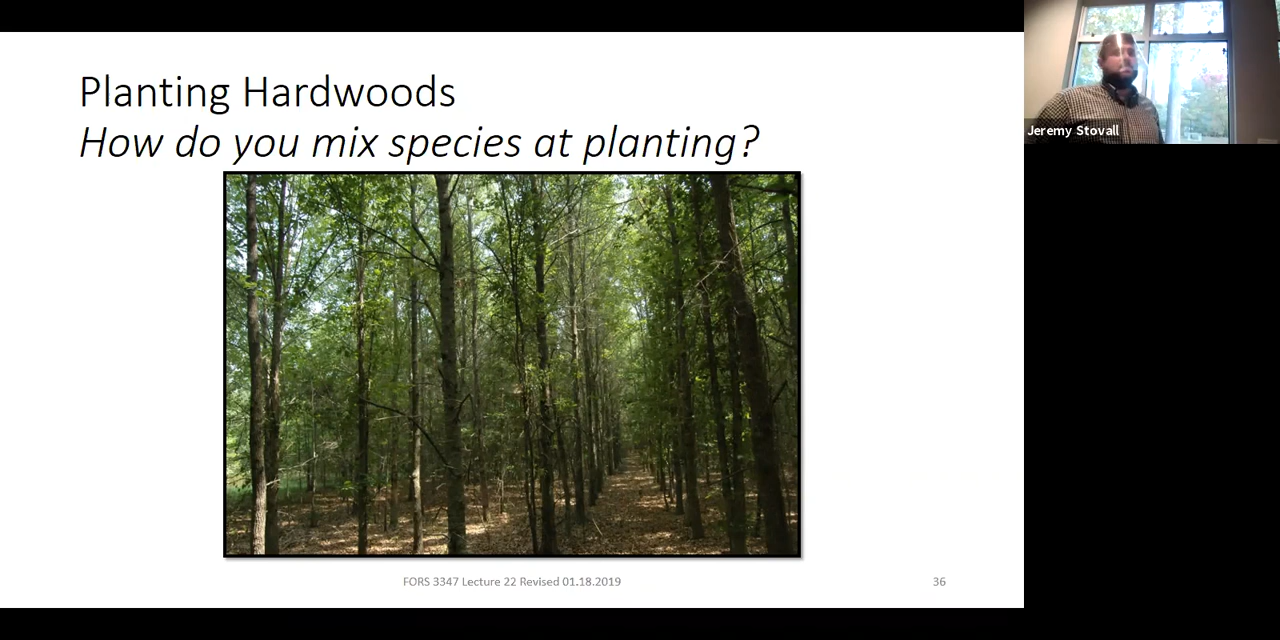 Planting Hardwoods
How do you mix species at planting?
Jeremy Stovall
FORS 3347 Lecture 22 Revised 01.18.2019
36